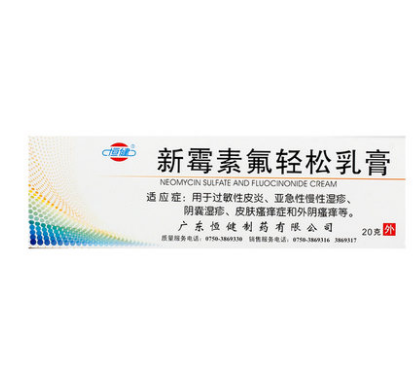 恒健
新霉素氟轻松乳膏
NEOMYCIN SULFATE AND FLUOCINONIDE CREAM
适应症: 用于过敏性皮炎、亚急性慢性湿疹、
阴囊湿疹、皮肤瘙痒症和外阴瘙痒等。
广东恒健制药有限公司
质量服务电话: 0750-3869330 销售服务电话: 0750-3869316 3869317
20克 外